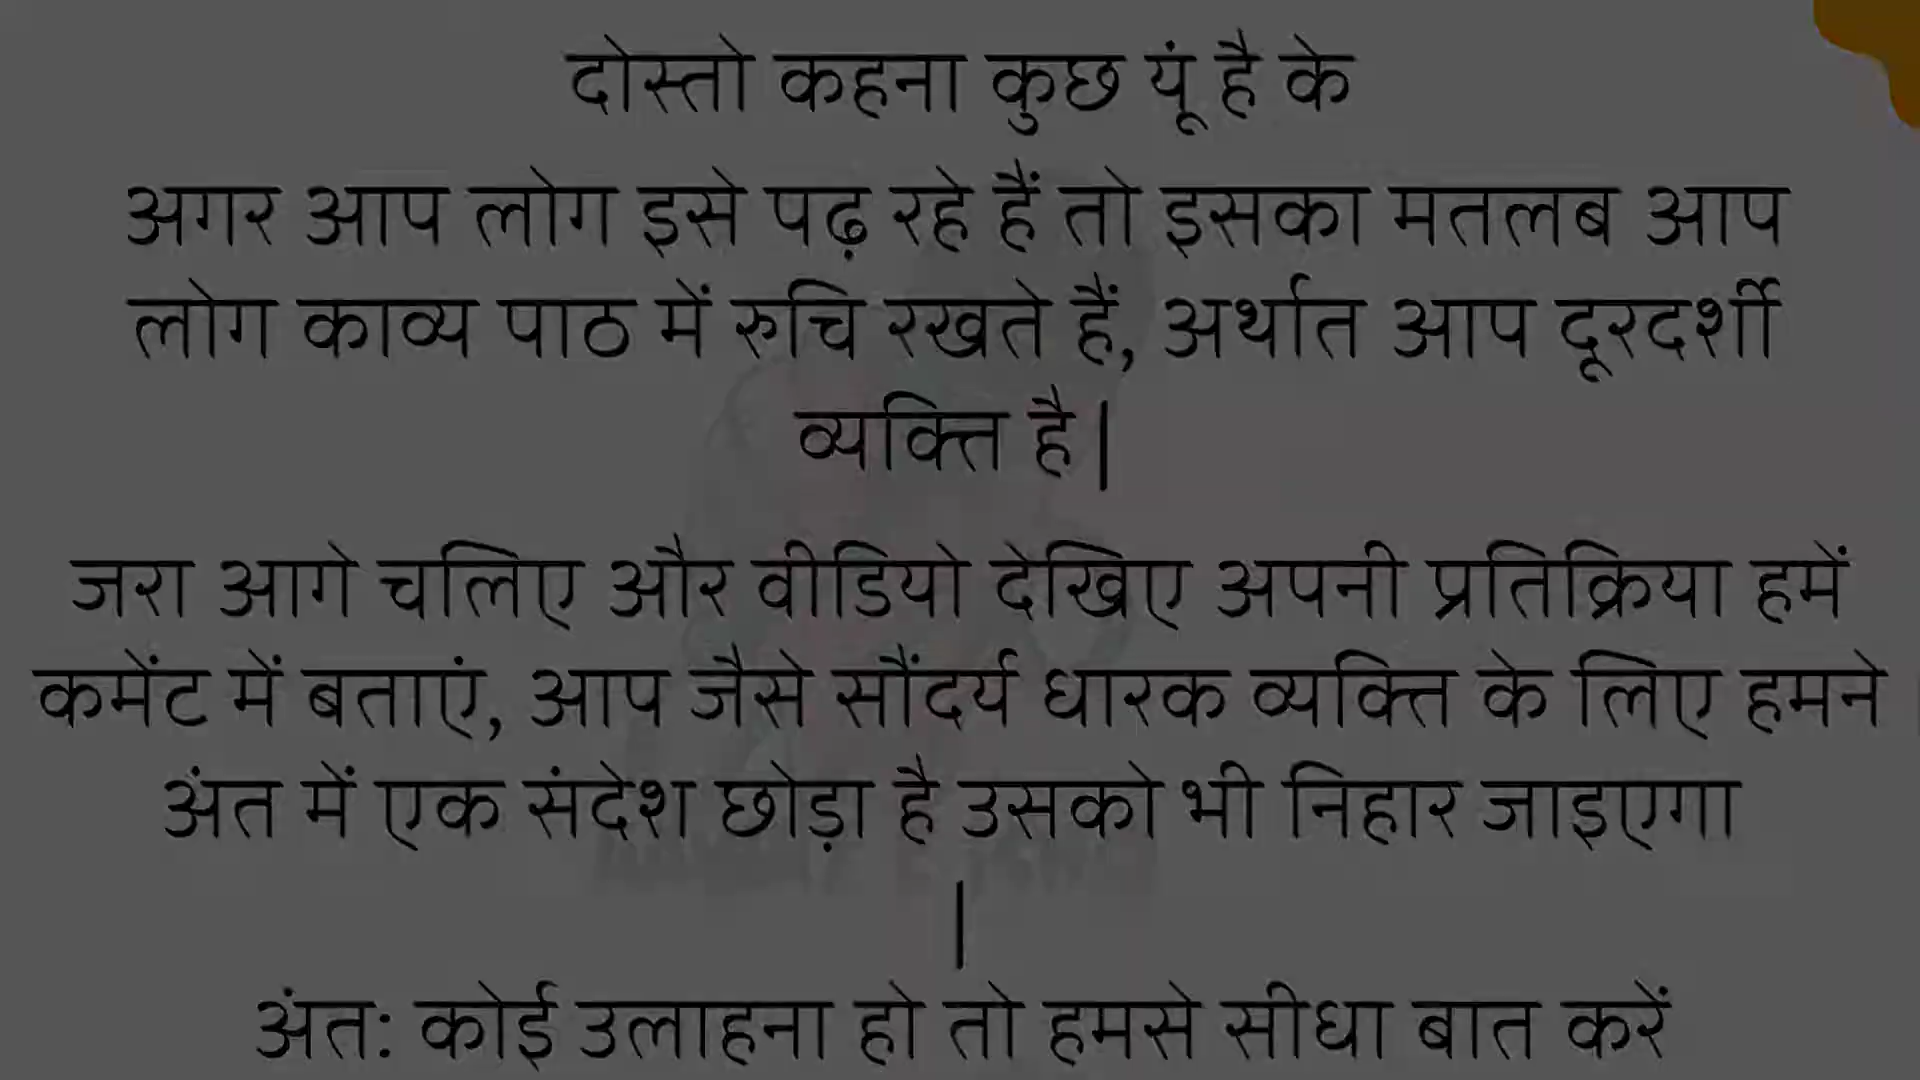 दोस्तो कहना कुछ यूं है के
अगर आप लोग इसे पढ़ रहे हैं तो इसका मतलब आप
लोग काव्य पाठ में रुचि रखते हैं, अर्थात आप दूरदर्शी
व्यक्ति है|
जरा आगे चलिए और वीडियो देखिए अपनी प्रतिक्रिया हमें
कमेंट में बताएं, आप जैसे सौंदर्य धारक व्यक्ति के लिए हमने
अंत में एक संदेश छोड़ा है उसको भी निहार जाइएगा
|
अंत: कोई उलाहना हो तो हमसे सीधा बात करें